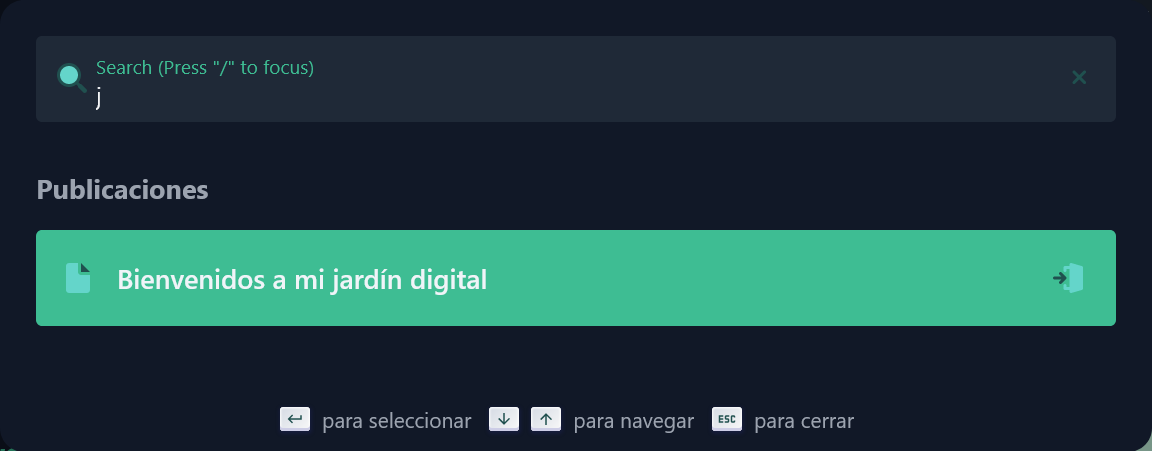 Search (Press "/" to focus)
j
Publicaciones
Bienvenidos a mi jardín digital
para seleccionar para navegar ESC para cerrar